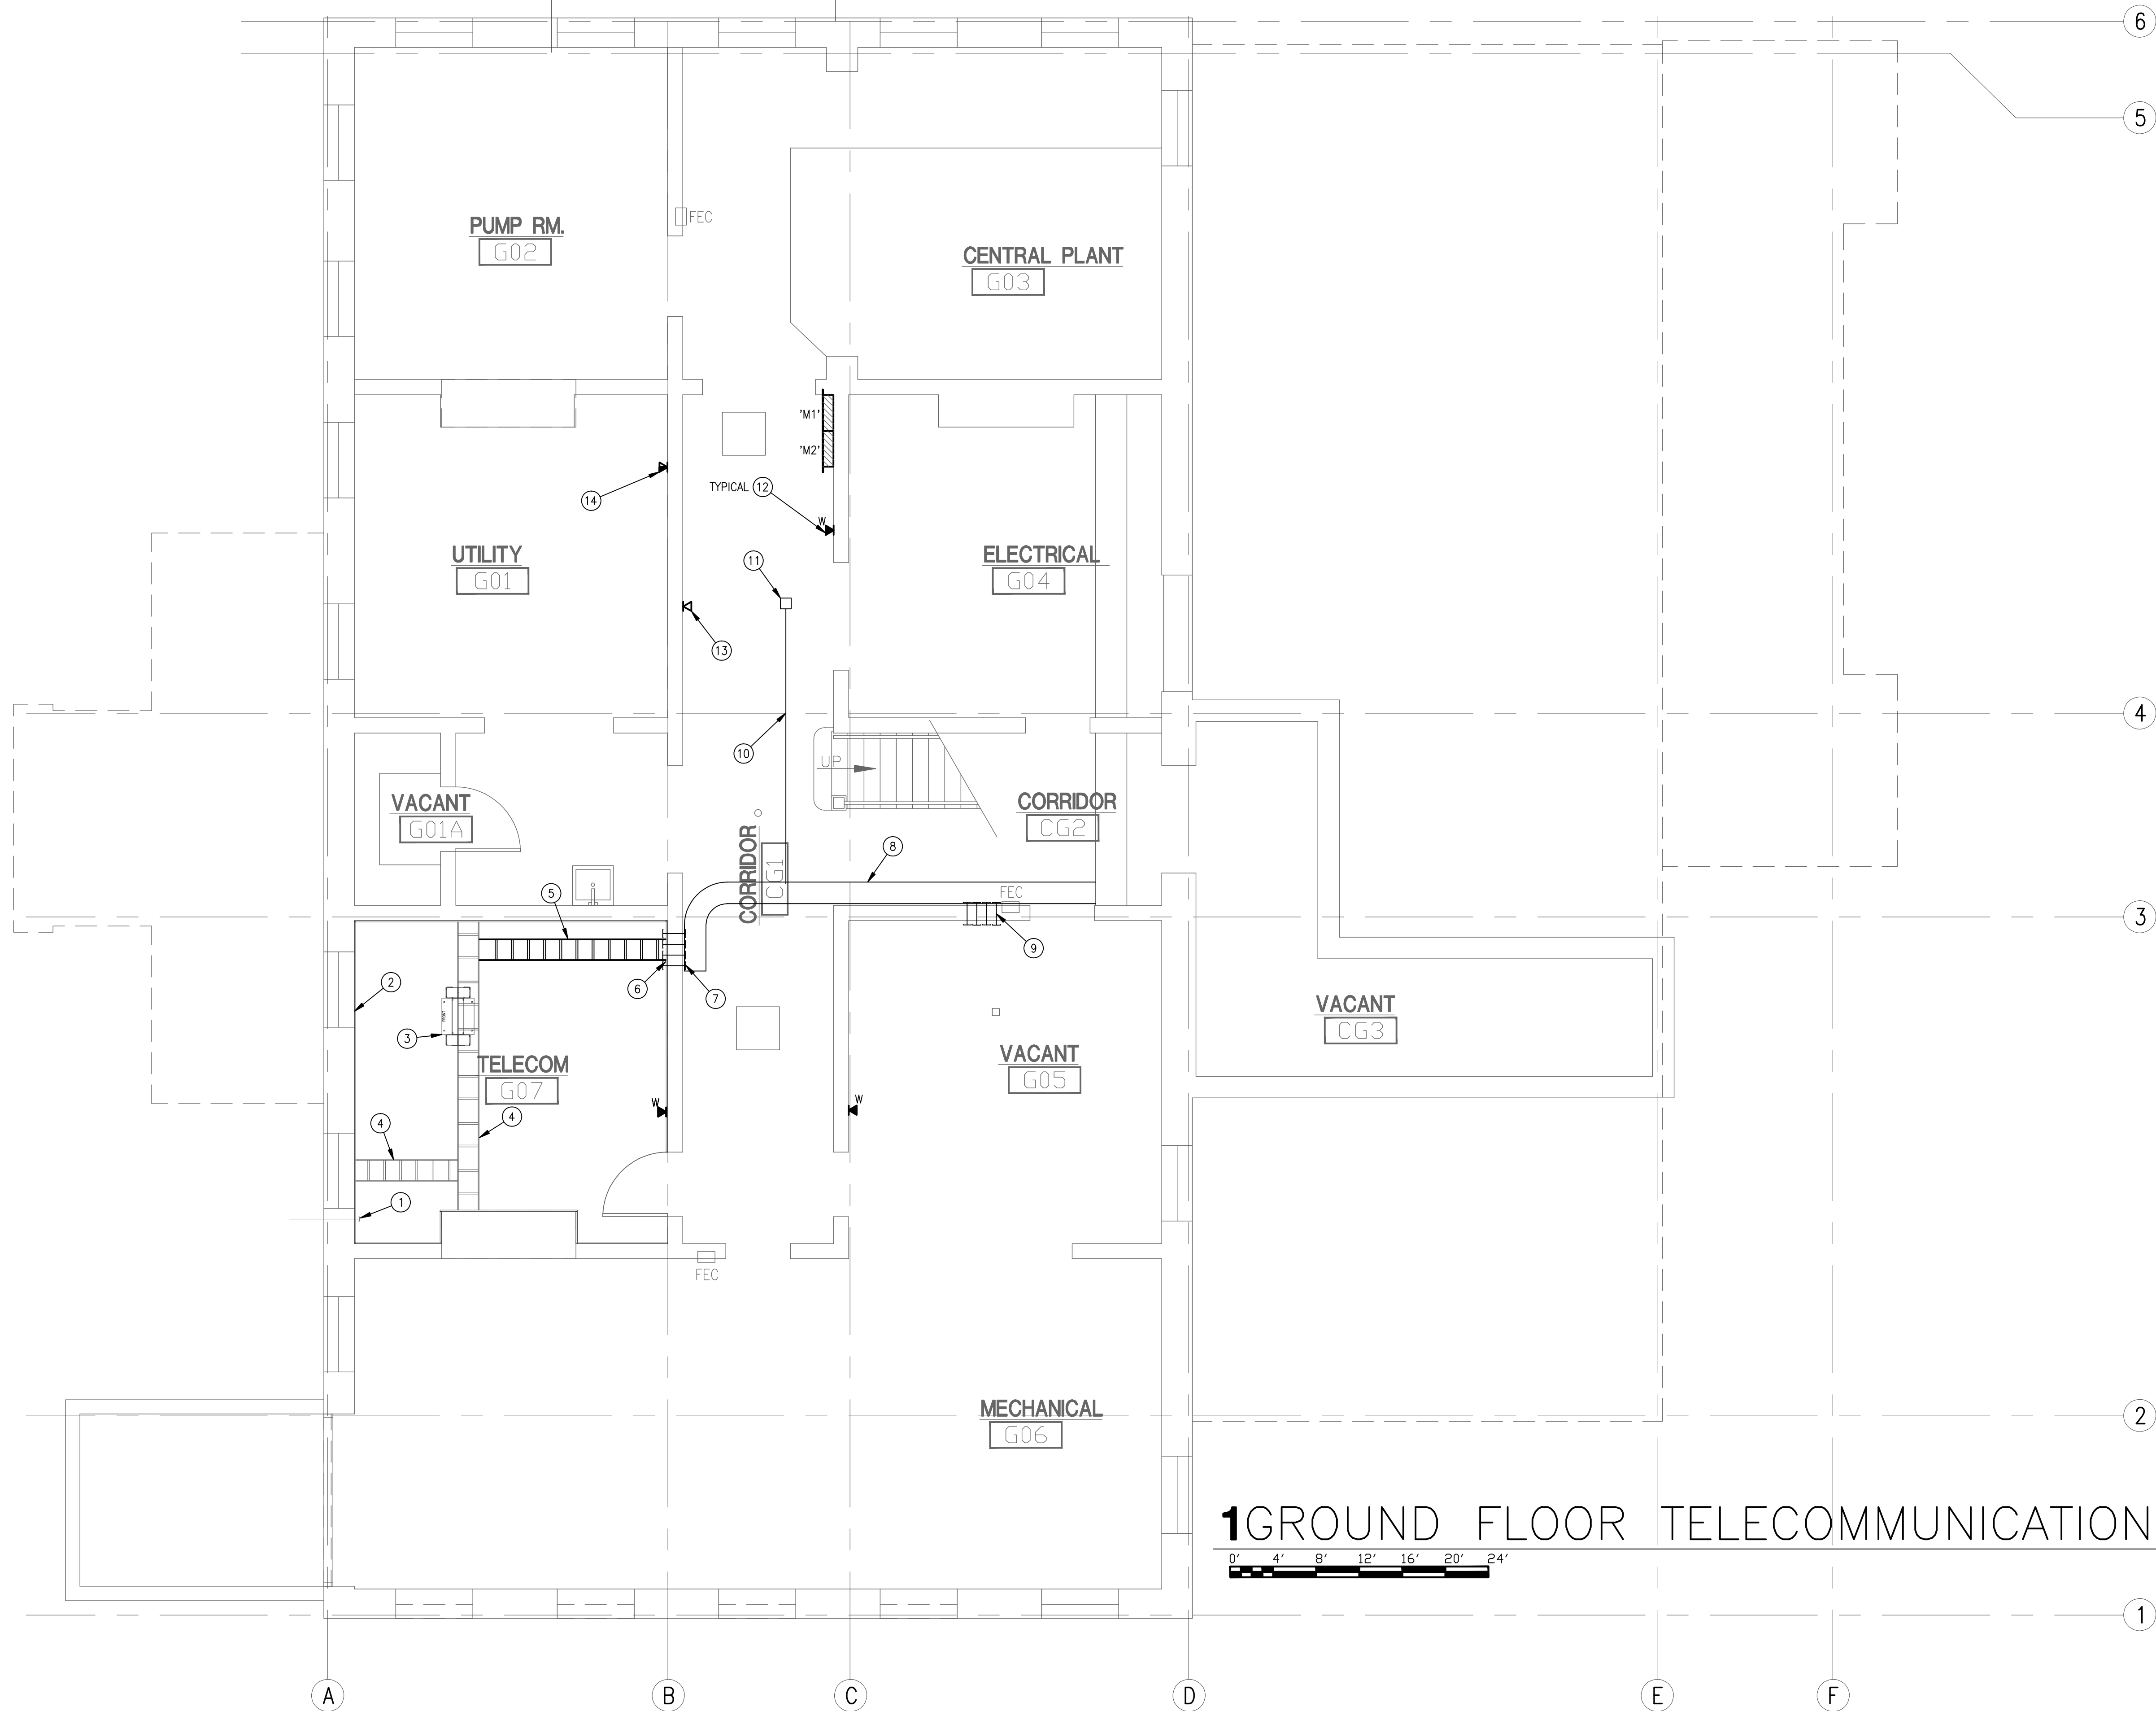 6
5
FEC
PUMP RM.
G02
CENTRAL PLANT
G03
'M1'
'M2'
14
TYPICAL 12
W
UTILITY
G01
11
ELECTRICAL
G04
13
4
10
UP
VACANT
G01A
CORRIDOR
CG2
CORRIDOR
CG1
8
5
FEC
3
9
2
6
7
FRONT
3
VACANT
CG3
TELECOM
G07
VACANT
G05
W
W
4
4
1
FEC
MECHANICAL
G06
2
1GROUND FLOOR TELECOMMUNICATION
0' 4' 8' 12' 16' 20' 24'
1
A B C D E F